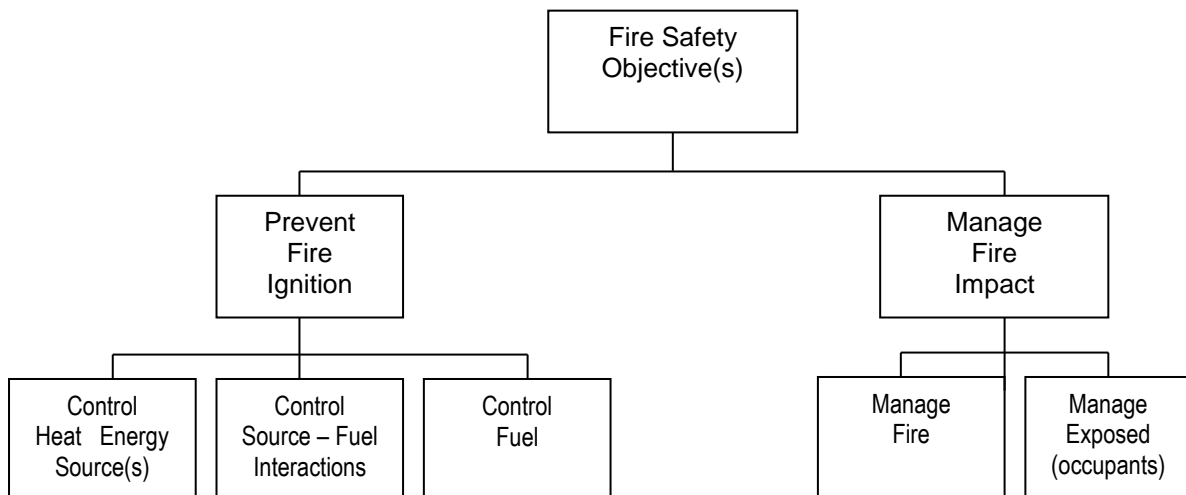 Fire Safety
Objective(s)
Prevent
Fire
Ignition
Manage
Fire
Impact
Control
Heat Energy
Source(s)
Control
Source – Fuel
Interactions
Control
Fuel
Manage
Fire
Manage
Exposed
(occupants)